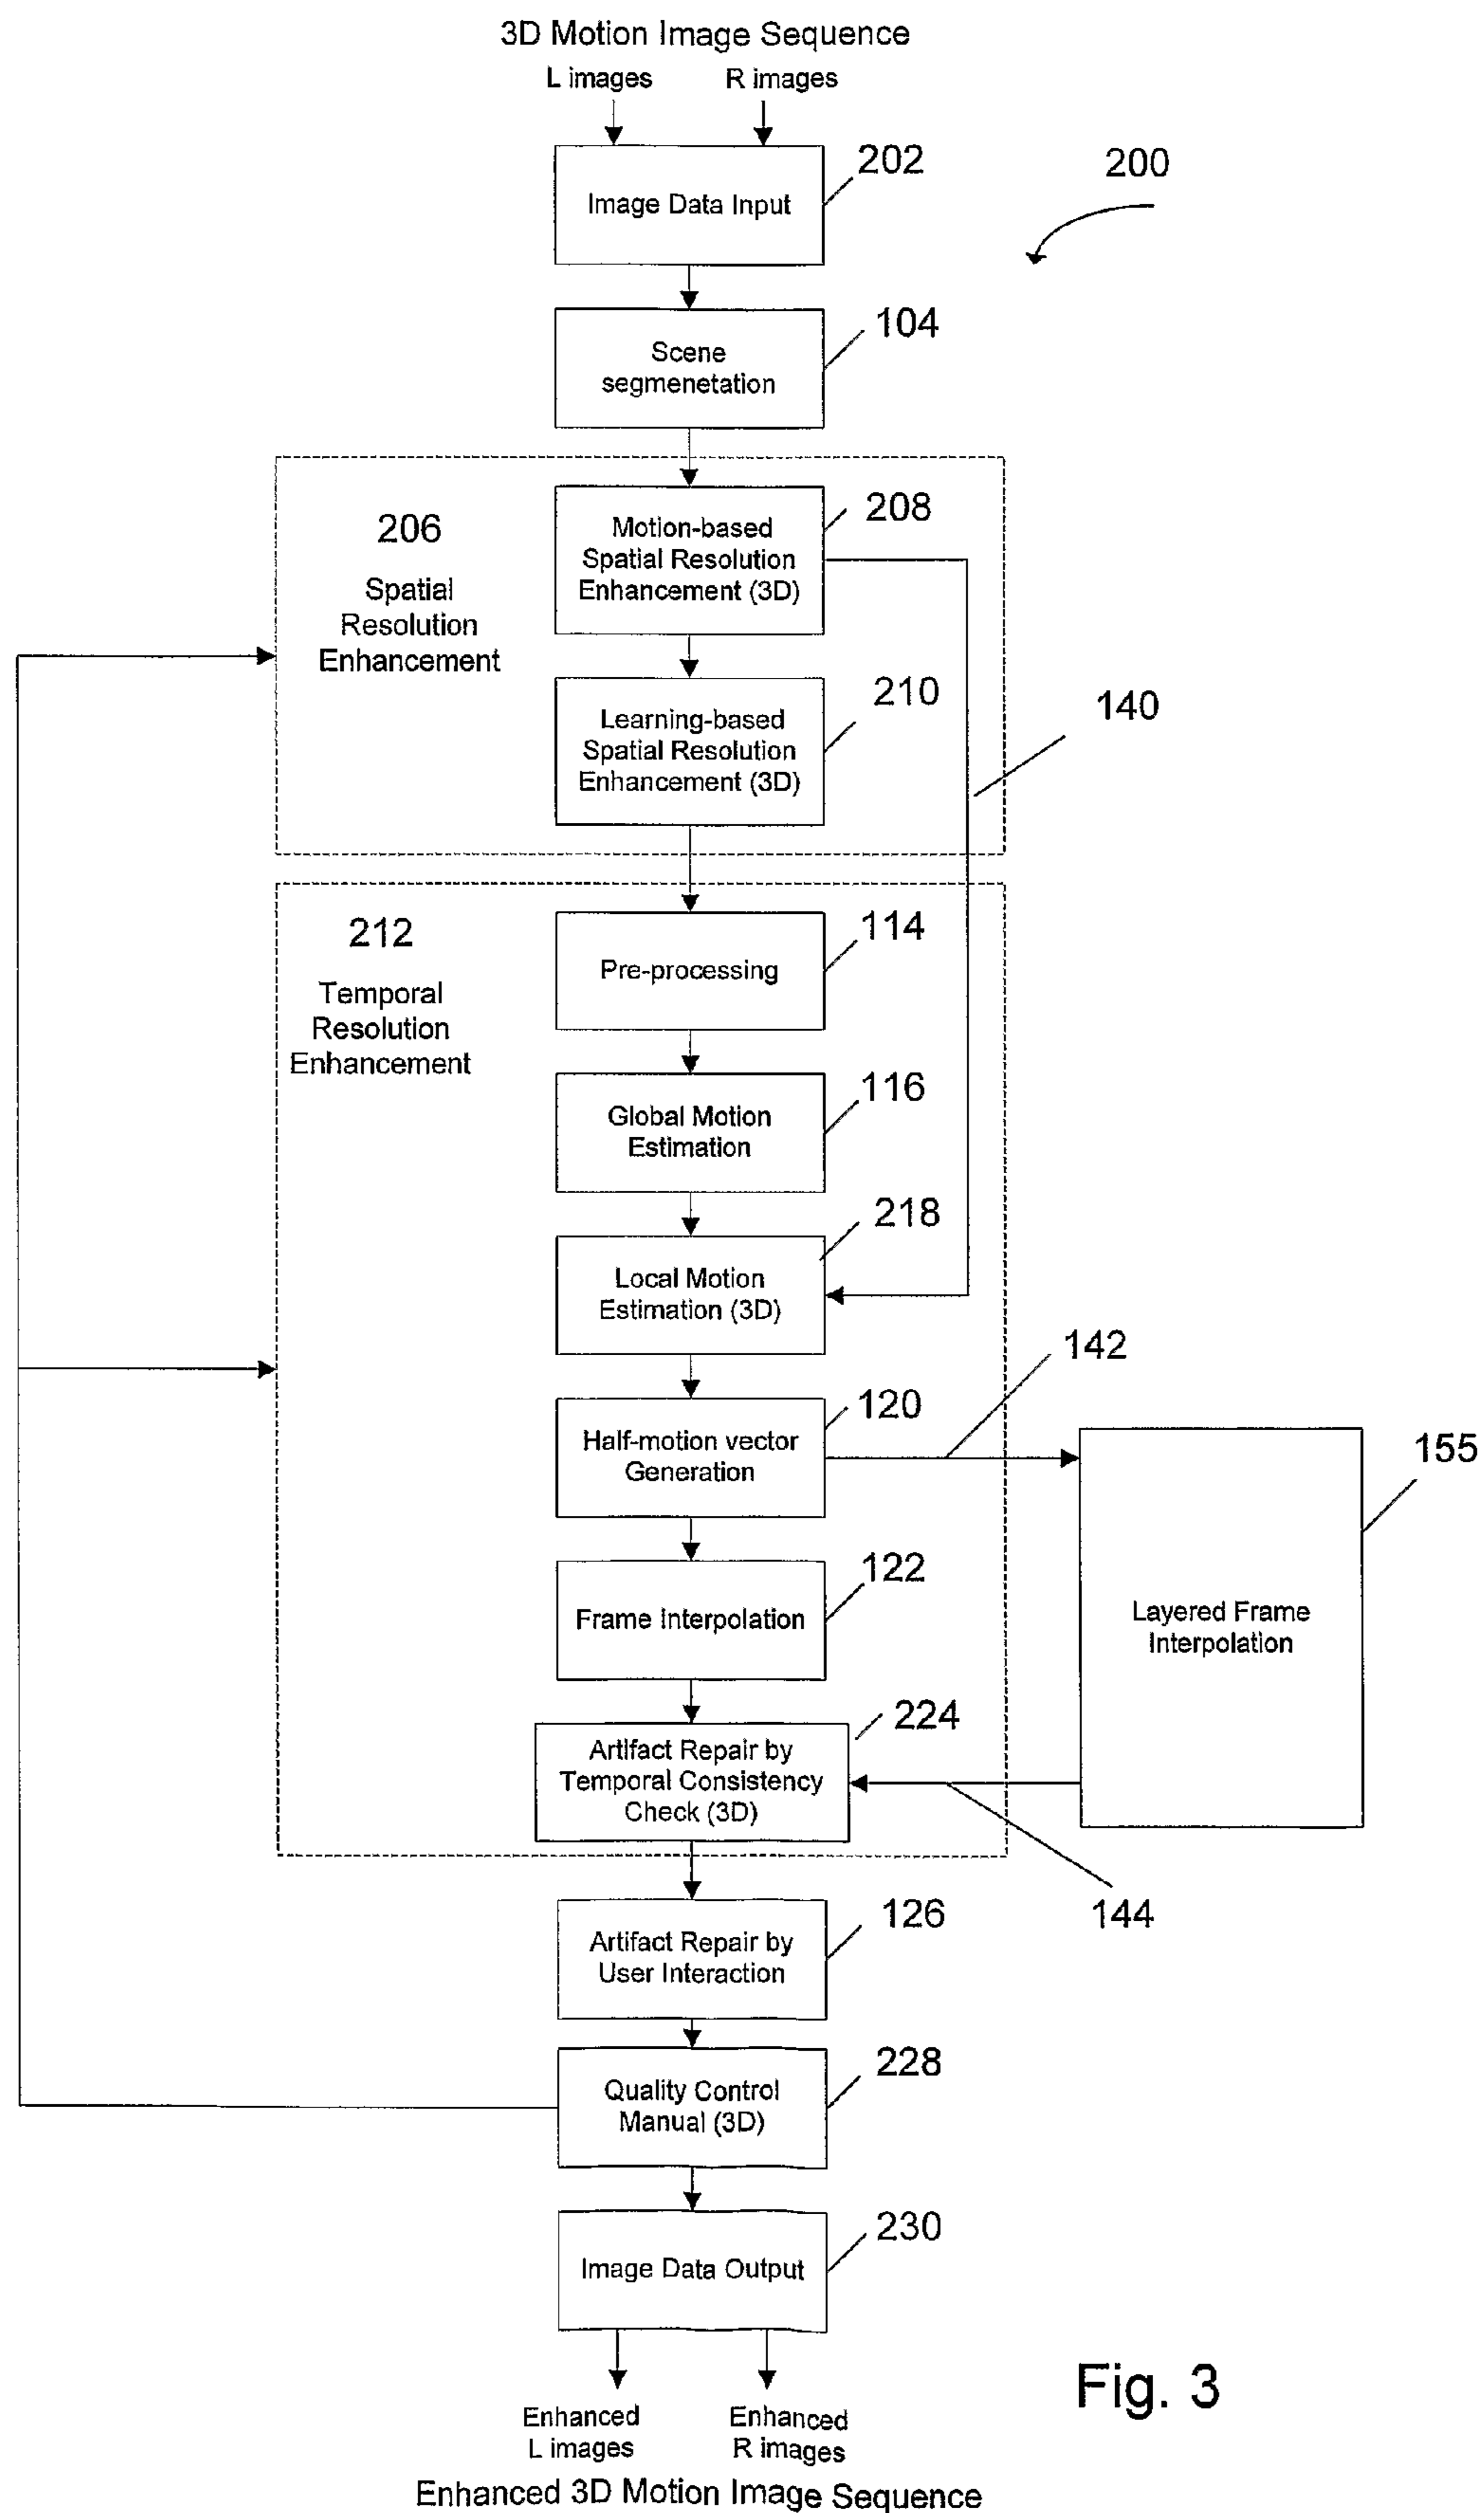 3D Motion Image Sequence
L images
R images
202
200
Image Data Input
104
Scene
segmenetation
208
206
Motion-based
Spatial Resolution
Enhancement (3D)
Spatial
Resolution
Enhancement
210
140
Learning-based
Spatial Resolution
Enhancement (3D)
114
212
Pre-processing
Temporal
Resolution
Enhancement
116
Global Motion
Estimation
218
Local Motion
Estimation (3D)
142
120
Half-motion vector
Generation
155
122
Frame Interpolation
Layered Frame
Interpolation
224
Artifact Repair by
Temporal Consistency
Check (3D)
126
144
Artifact Repair by
User Interaction
228
Quality Control
Manual (3D)
230
Image Data Output
Fig. 3
Enhanced
L images
Enhanced
R images
Enhanced 3D Motion Image Sequence